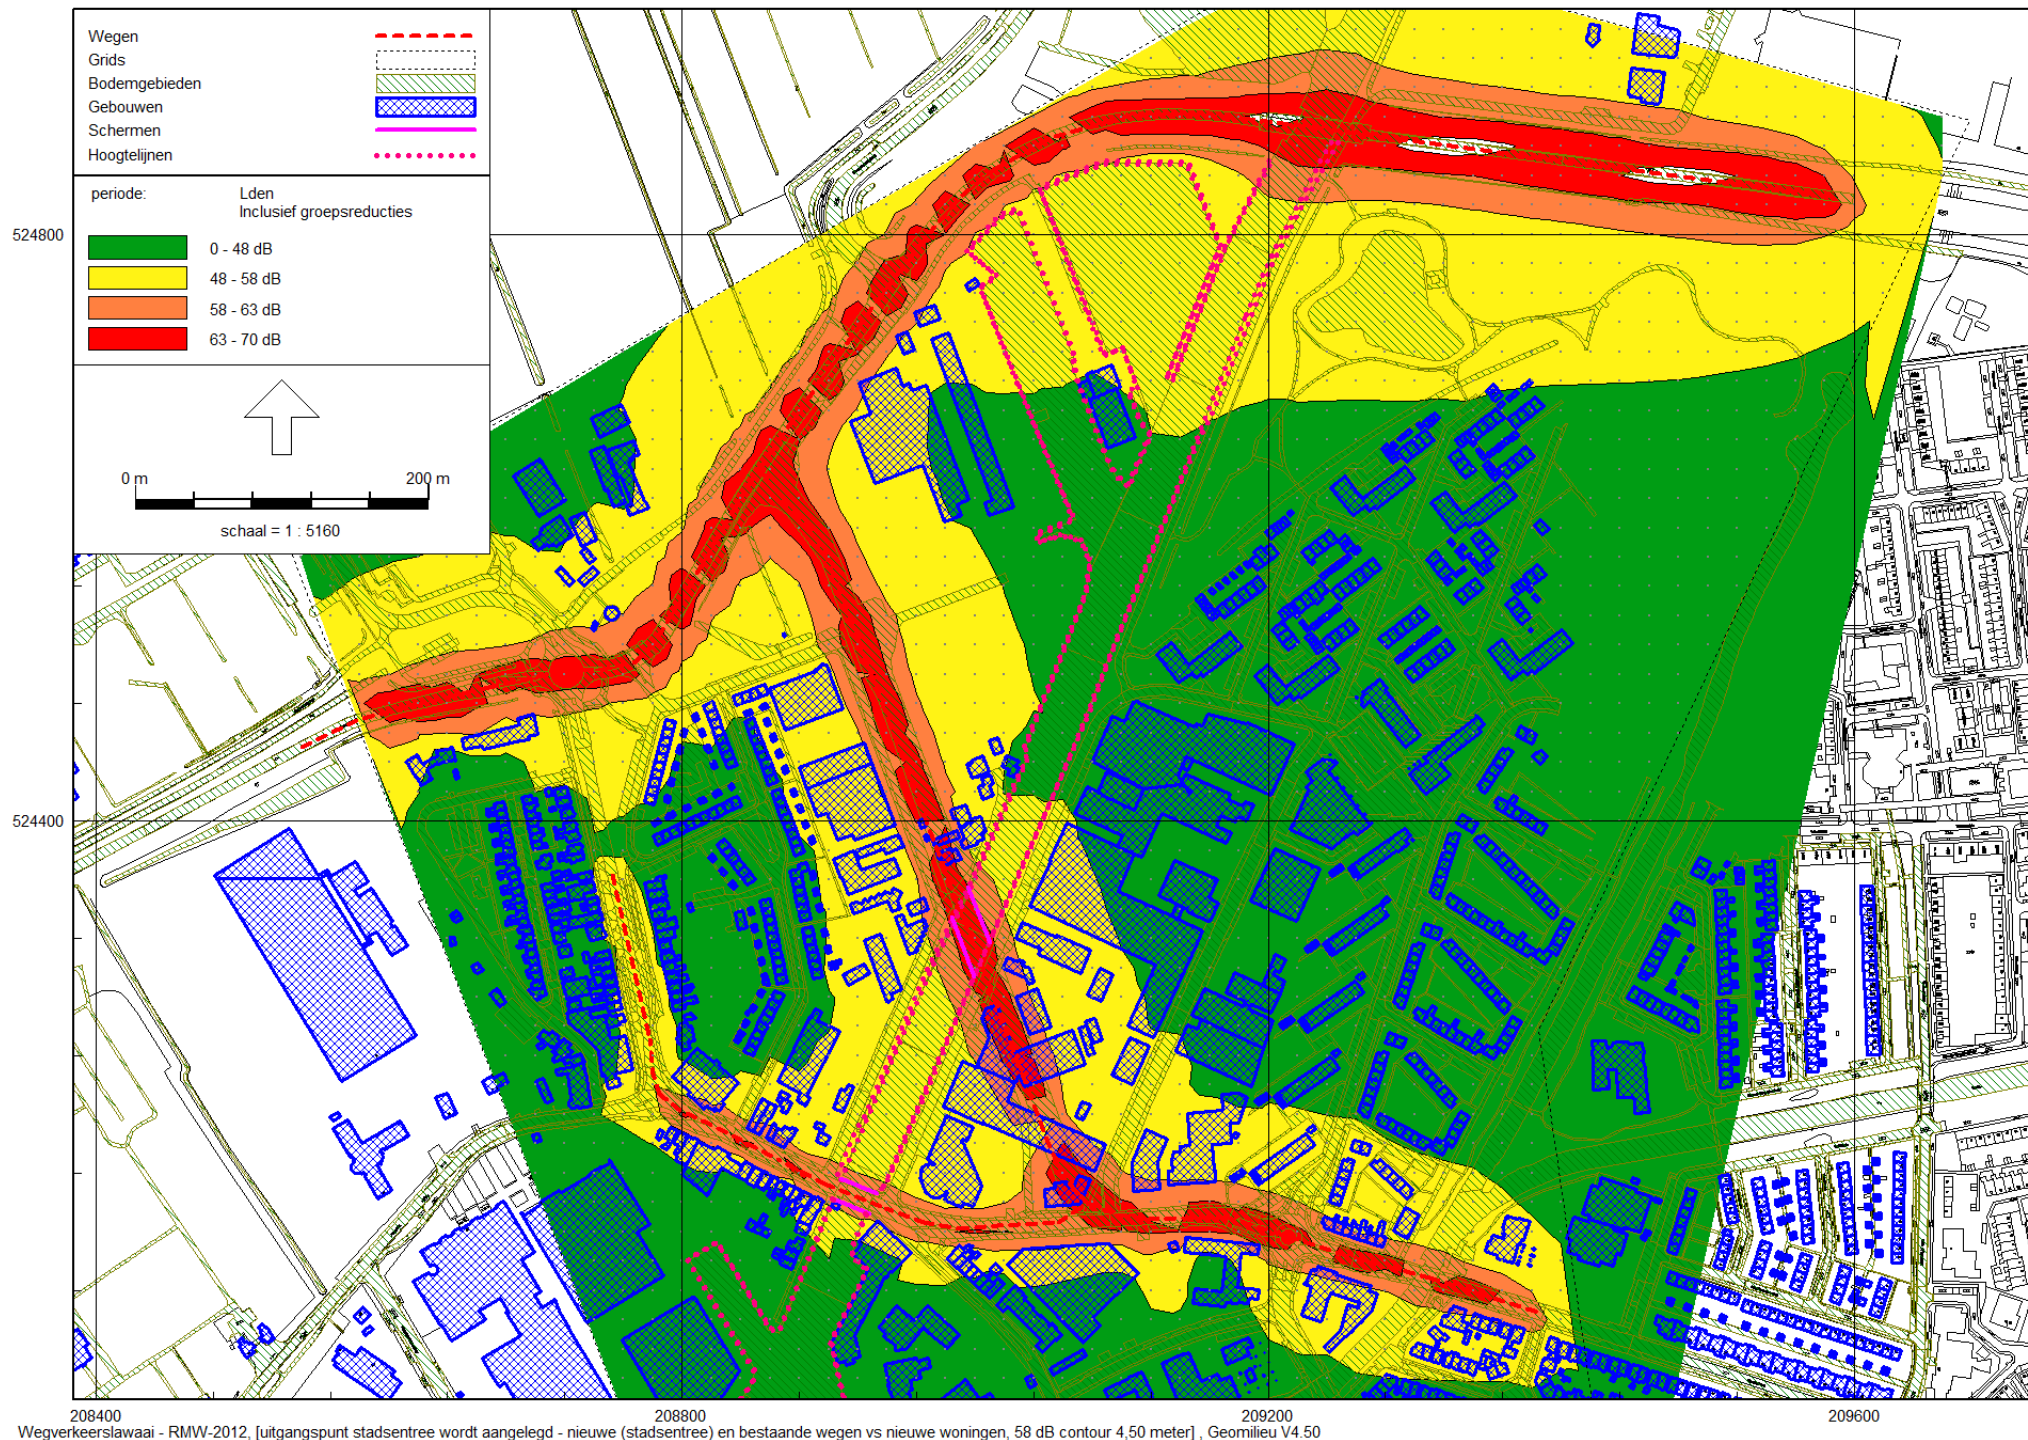 Wegen
Grids
Bodemgebieden
Gebouwen
Schermen
Hoogtelijnen
periode: Lden
Inclusief groepsreducties
0 - 48 dB
48 - 58 dB
58 - 63 dB
63 - 70 dB
0 m 200 m
schaal = 1 : 5160
524800
524400
208400 208800 209200 209600
Wegverkeerslawaai - RMW-2012, [uitgangspunt stadsentree wordt aangelegd - nieuwe (stadsentree) en bestaande wegen vs nieuwe woningen, 58 dB contour 4,50 meter] , Geomilieu V4.50